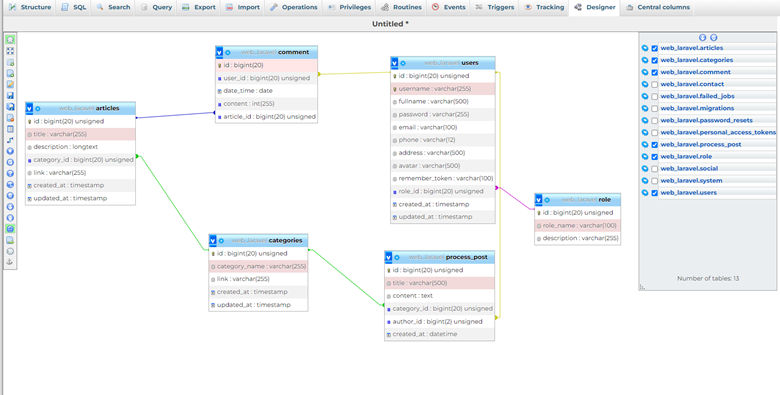 Structure SQL Search Query Export Import Operations Privileges Routines Events Triggers Tracking Designer Central columns
Untitled *
web_laravel articles
id : bigint(20) unsigned
title : varchar(255)
description : longtext
category_id : bigint(20) unsigned
link : varchar(255)
created_at : timestamp
updated_at : timestamp
web_laravel comment
id : bigint(20)
user_id : bigint(20) unsigned
date_time : date
content : int(255)
article_id : bigint(20) unsigned
web_laravel categories
id : bigint(20) unsigned
category_name : varchar(255)
link : varchar(255)
created_at : timestamp
updated_at : timestamp
web_laravel users
id : bigint(20) unsigned
username : varchar(255)
fullname : varchar(500)
password : varchar(255)
email : varchar(100)
phone : varchar(12)
address : varchar(500)
avatar : varchar(500)
remember_token : varchar(100)
role_id : bigint(20) unsigned
created_at : timestamp
updated_at : timestamp
web_laravel process_post
id : bigint(20) unsigned
title : varchar(500)
content : text
category_id : bigint(20) unsigned
author_id : bigint(2) unsigned
created_at : datetime
web_laravel role
id : bigint(20) unsigned
role_name : varchar(100)
description : varchar(255)
web_laravel.articles
web_laravel.categories
web_laravel.comment
web_laravel.contact
web_laravel.failed_jobs
web_laravel.migrations
web_laravel.password_resets
web_laravel.personal_access_tokens
web_laravel.process_post
web_laravel.role
web_laravel.social
web_laravel.system
web_laravel.users
Number of tables: 13